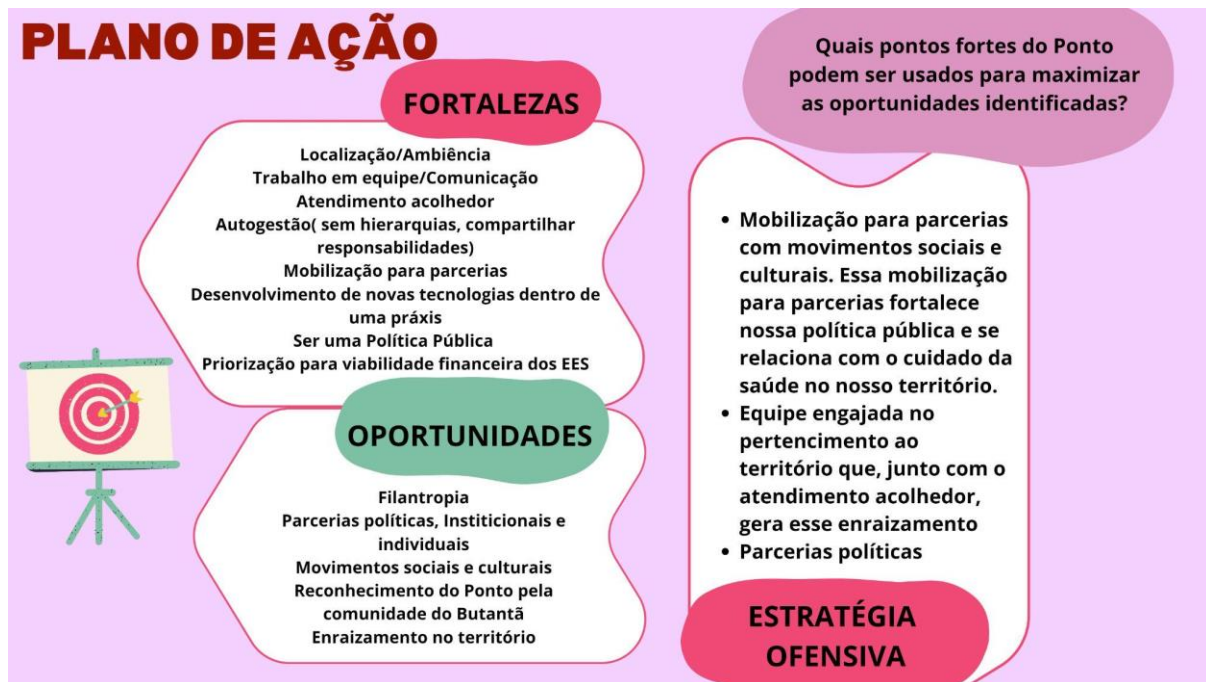 PLANO DE AÇÃO
FORTALEZAS
Localização/Ambiência
Trabalho em equipe/Comunicação
Atendimento acolhedor
Autogestão( sem hierarquias, compartilhar
responsabilidades)
Mobilização para parcerias
Desenvolvimento de novas tecnologias dentro de
uma práxis
Ser uma Política Pública
Priorização para viabilidade financeira dos EES
OPORTUNIDADES
Filantropia
Parcerias políticas, Institicionais e
individuais
Movimentos sociais e culturais
Reconhecimento do Ponto pela
comunidade do Butantã
Enraizamento no território
Quais pontos fortes do Ponto
podem ser usados para maximizar
as oportunidades identificadas?
• Mobilização para parcerias
com movimentos sociais e
culturais. Essa mobilização
para parcerias fortalece
nossa política pública e se
relaciona com o cuidado da
saúde no nosso território.
• Equipe engajada no
pertencimento ao
território que, junto com o
atendimento acolhedor,
gera esse enraizamento
• Parcerias políticas
ESTRATÉGIA
OFENSIVA